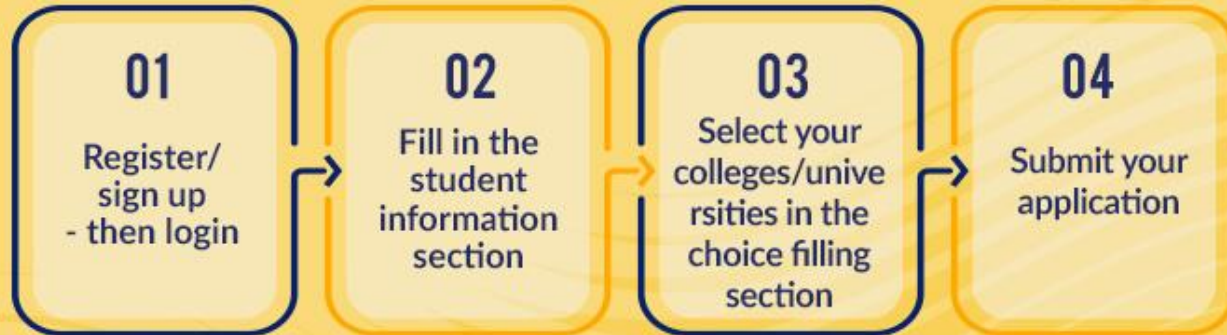 01
Register/
sign up
- then login
02
Fill in the
student
information
section
03
Select your
colleges/unive
rsities in the
choice filling
section
04
Submit your
application